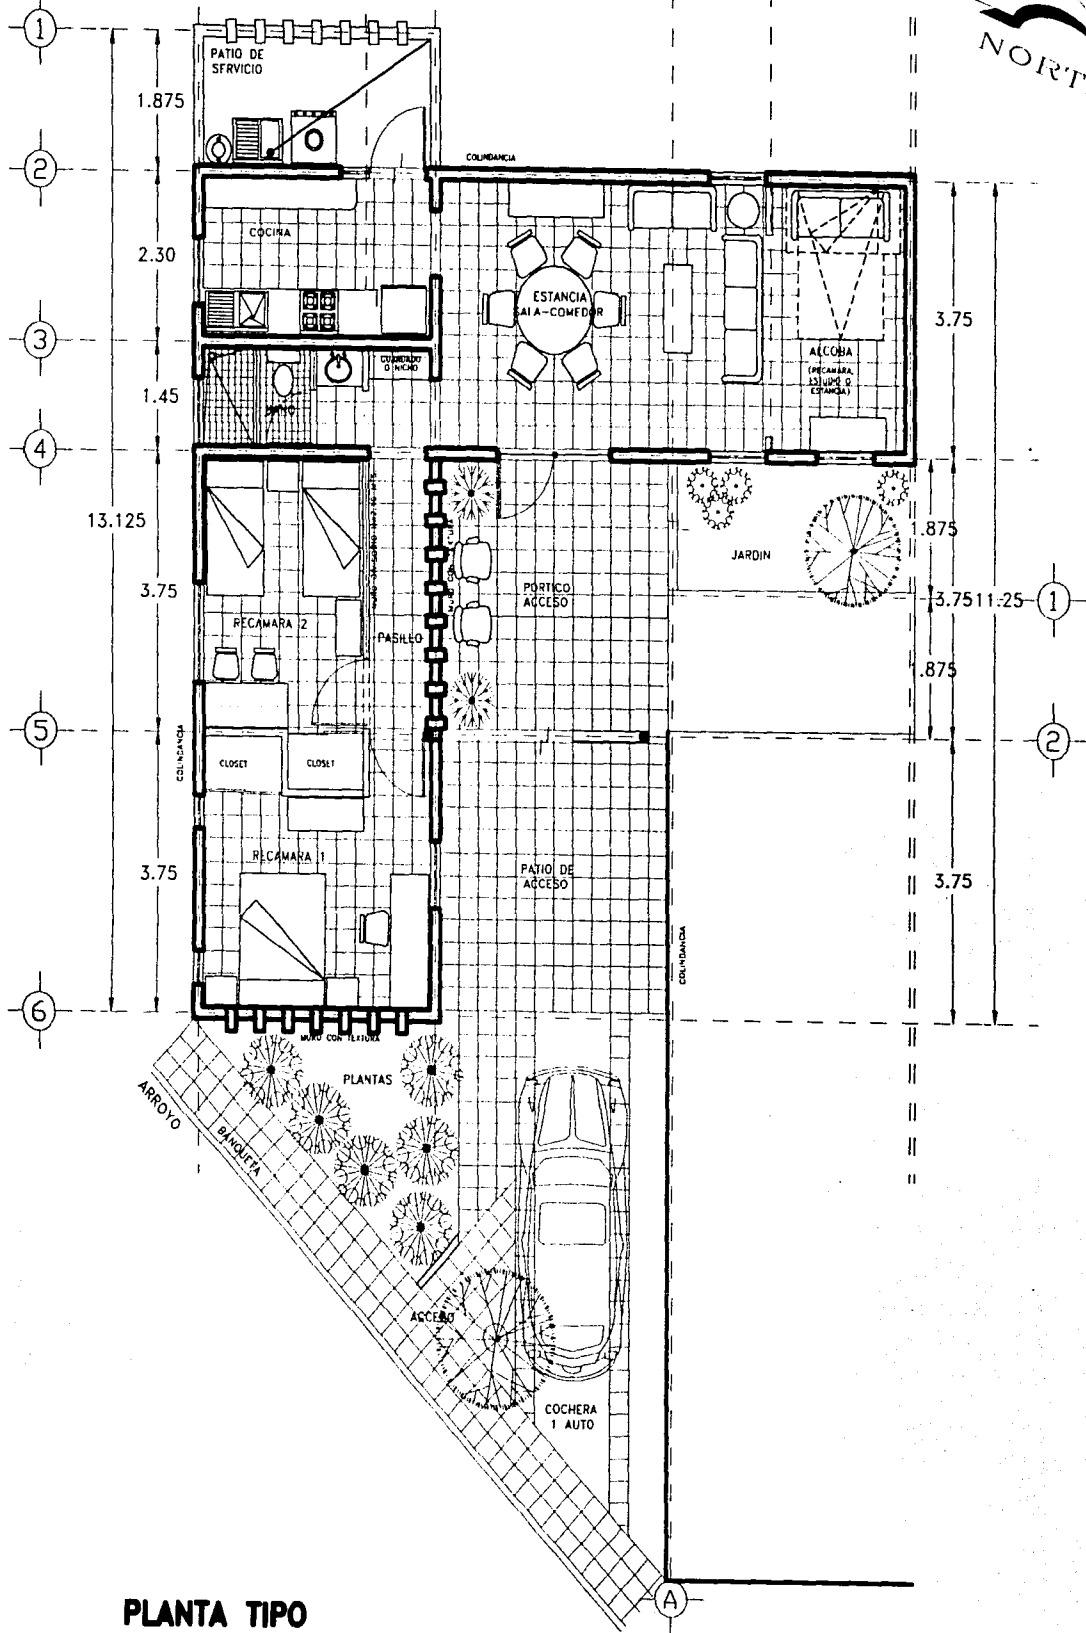 1
NORT
PATIO DE
SERVICIO
1.875
2
COLINDANCIA
COCINA
2.30
ESTANCIA
SALA-COMEDOR
3.75
3
GUARDADO
O NICHO
ALCOBA
(RECAMARA,
ESTUDIO O
ESTANCIA)
1.45
BAÑO
4
13.125
1.875
JARDIN
3.75
PORTICO
ACCESO
3.75
11.25
1
RECAMARA 2
PASILLO
1.875
5
2
COLINDANCIA
CLOSET
CLOSET
RECAMARA 1
3.75
PATIO DE
ACCESO
3.75
COLINDANCIA
6
MURO CON TEXTURA
PLANTAS
ARROYO
BANQUETA
ACCESO
COCHERA
1 AUTO
A
PLANTA TIPO